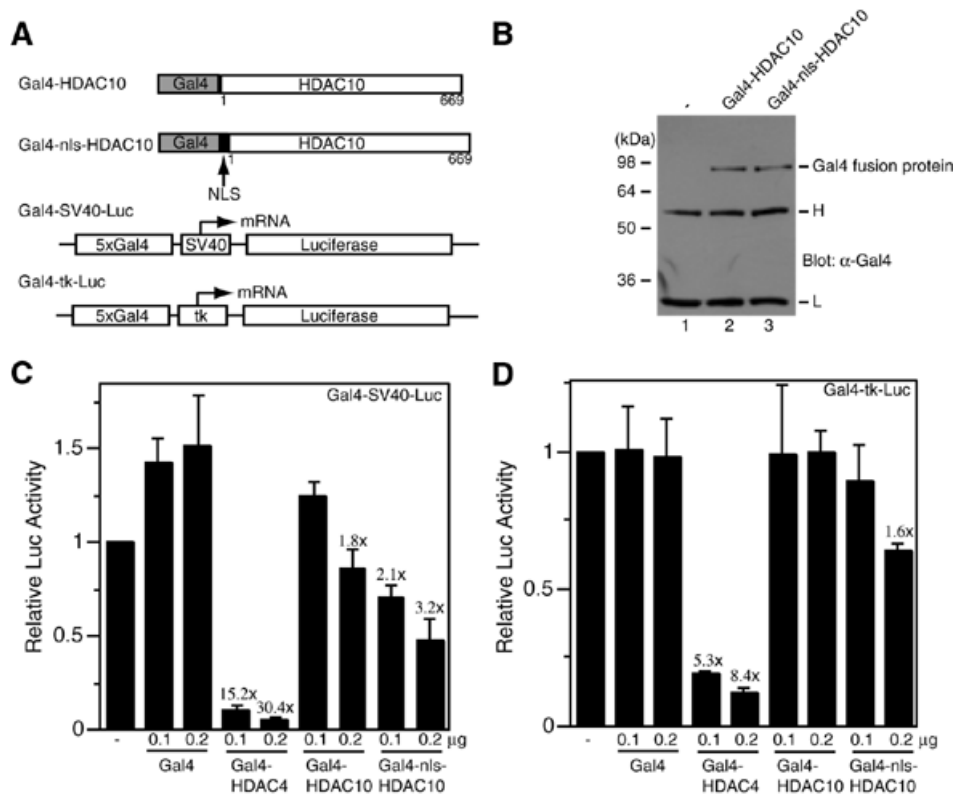 A
Gal4-HDAC10
Gal4
HDAC10
1
669
Gal4-nls-HDAC10
Gal4
HDAC10
1
669
NLS
Gal4-SV40-Luc
mRNA
5xGal4
SV40
Luciferase
Gal4-tk-Luc
mRNA
5xGal4
tk
Luciferase
B
-
Gal4-HDAC10
Gal4-nls-HDAC10
(kDa)
98
64
50
36
Gal4 fusion protein
H
Blot: α-Gal4
L
1 2 3
C
Gal4-SV40-Luc
Relative Luc Activity
1.5
1
0.5
0
15.2x
30.4x
1.8x
2.1x
3.2x
- 0.1 0.2 0.1 0.2 0.1 0.2 0.1 0.2 µg
Gal4
Gal4-
HDAC4
Gal4-
HDAC10
Gal4-nls-
HDAC10
D
Gal4-tk-Luc
Relative Luc Activity
1
0.5
0
5.3x
8.4x
1.6x
- 0.1 0.2 0.1 0.2 0.1 0.2 0.1 0.2 µg
Gal4
Gal4-
HDAC4
Gal4-
HDAC10
Gal4-nls-
HDAC10